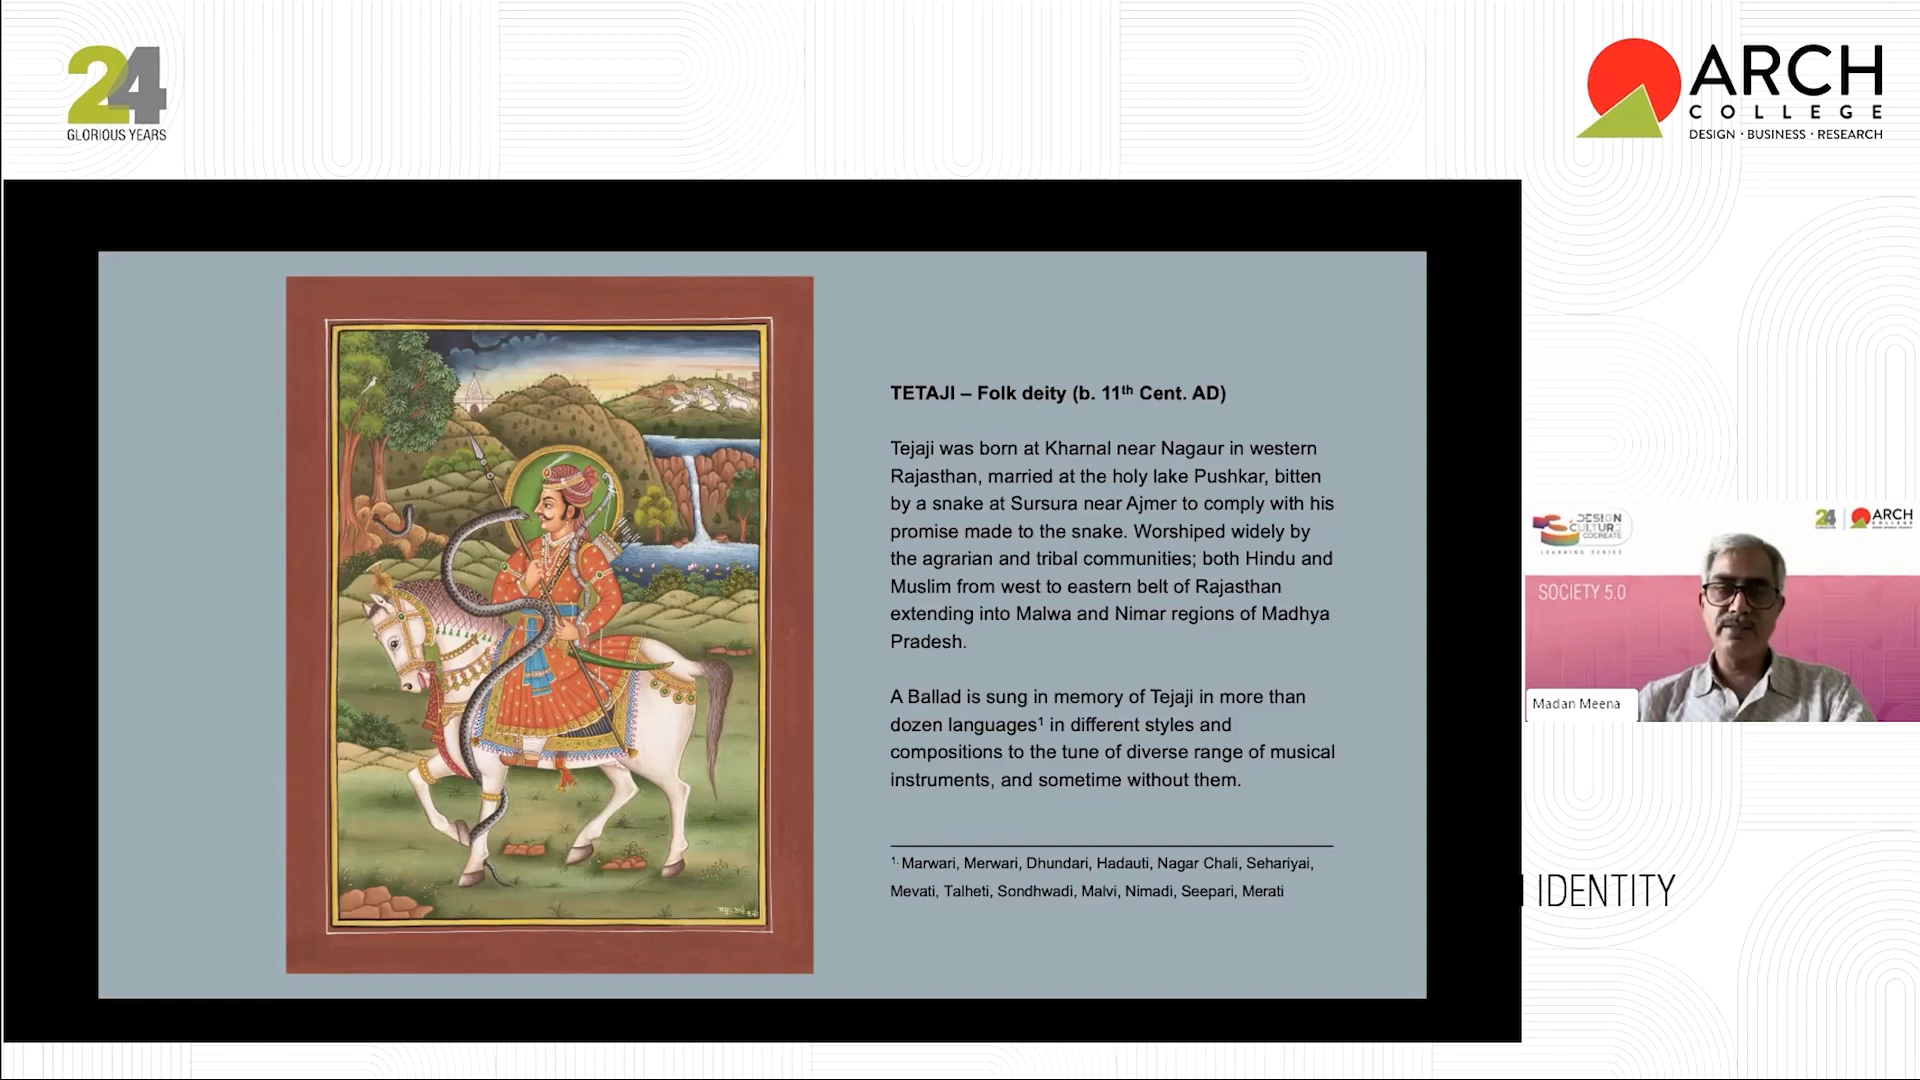 24
GLORIOUS YEARS
ARCH
COLLEGE
DESIGN · BUSINESS · RESEARCH
TETAJI – Folk deity (b. 11th Cent. AD)
Tejaji was born at Kharnal near Nagaur in western
Rajasthan, married at the holy lake Pushkar, bitten
by a snake at Sursura near Ajmer to comply with his
promise made to the snake. Worshiped widely by
the agrarian and tribal communities; both Hindu and
Muslim from west to eastern belt of Rajasthan
extending into Malwa and Nimar regions of Madhya
Pradesh.
A Ballad is sung in memory of Tejaji in more than
dozen languages¹ in different styles and
compositions to the tune of diverse range of musical
instruments, and sometime without them.
1. Marwari, Merwari, Dhundari, Hadauti, Nagar Chali, Sehariyai,
Mevati, Talheti, Sondhwadi, Malvi, Nimadi, Seepari, Merati
DESIGN
CULTURE
COCREATE
LEARNING SERIES
24
ARCH
COLLEGE
SOCIETY 5.0
Madan Meena
IDENTITY